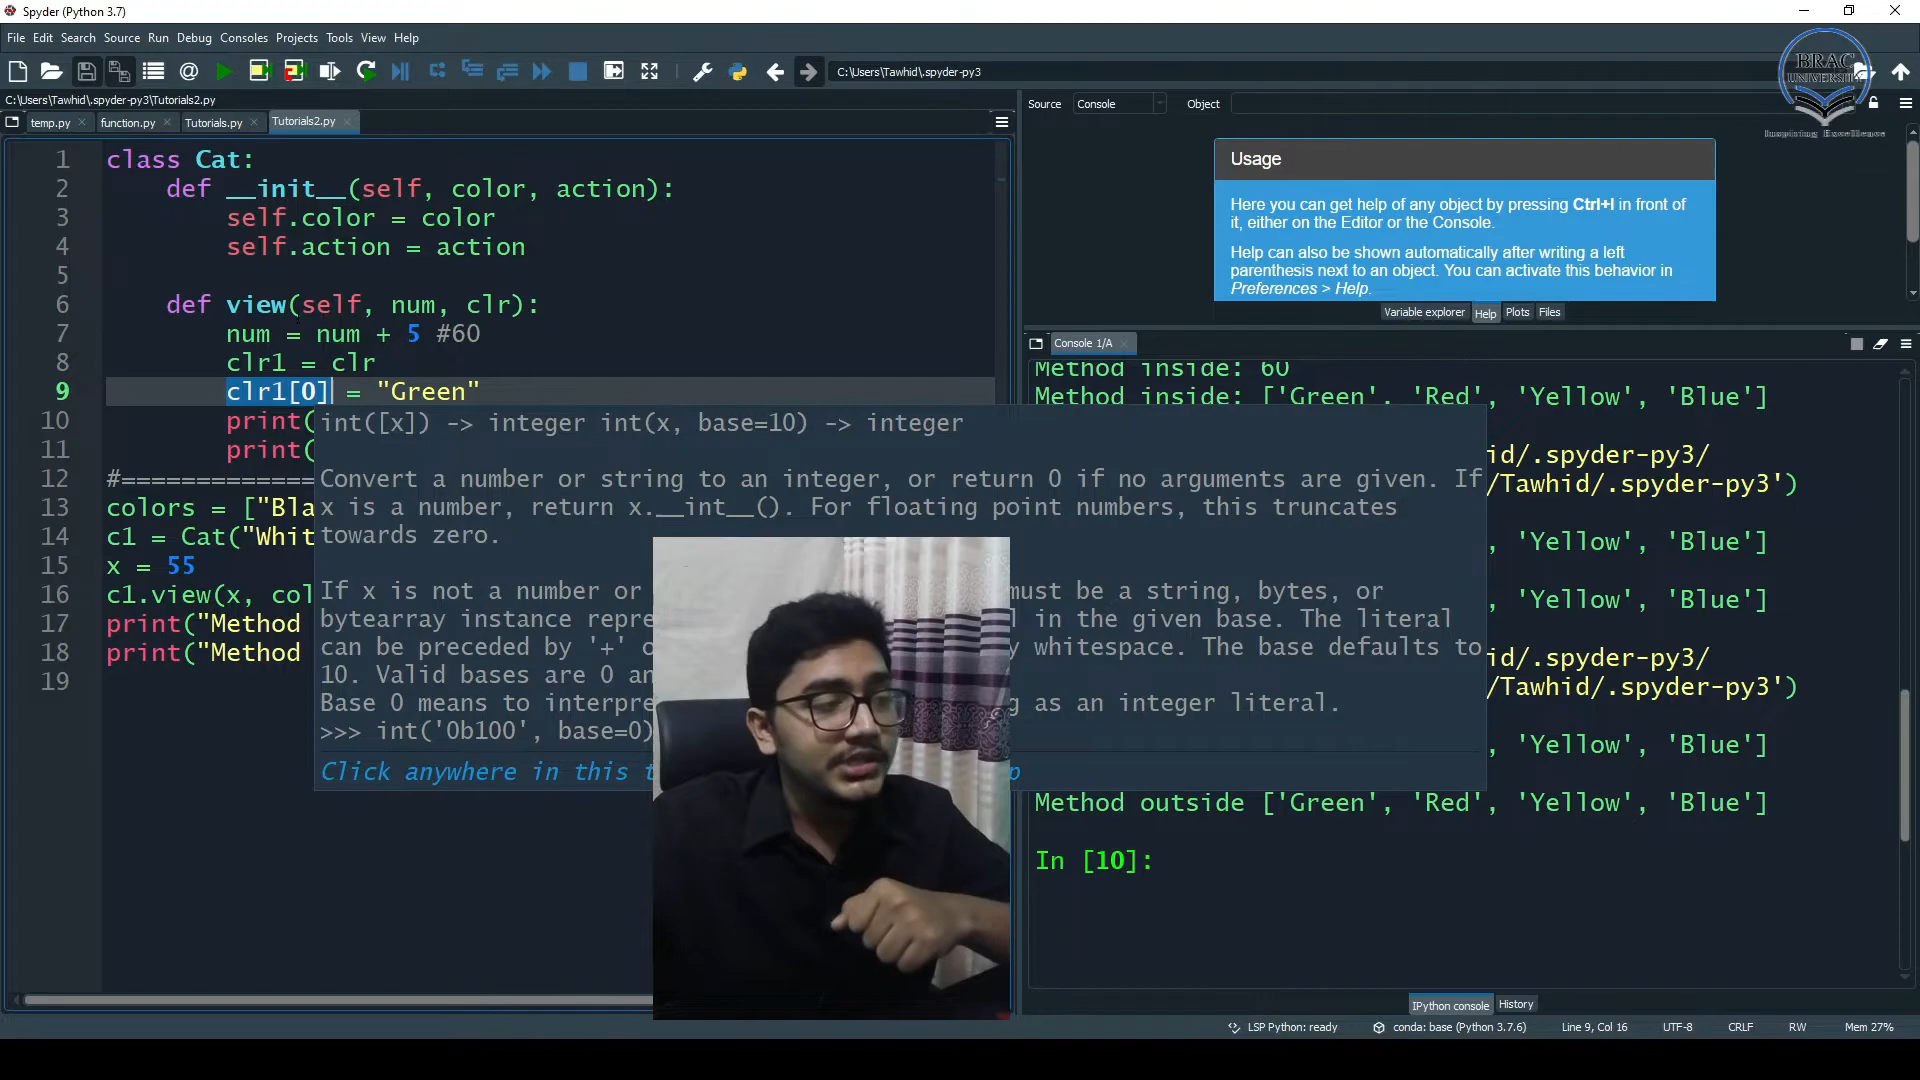 Spyder (Python 3.7)
File Edit Search Source Run Debug Consoles Projects Tools View Help
C:\Users\Tawhid\.spyder-py3
BRAC
UNIVERSITY
Inspiring Excellence
C:\Users\Tawhid\.spyder-py3\Tutorials2.py
temp.py function.py Tutorials.py Tutorials2.py
1 class Cat:
2 def __init__(self, color, action):
3 self.color = color
4 self.action = action
5
6 def view(self, num, clr):
7 num = num + 5 #60
8 clr1 = clr
9 clr1[0] = "Green"
10 print(
11 print(
12 #=============
13 colors = ["Bla
14 c1 = Cat("Whit
15 x = 55
16 c1.view(x, col
17 print("Method
18 print("Method
19
int([x]) -> integer int(x, base=10) -> integer
Convert a number or string to an integer, or return 0 if no arguments are given. If
x is a number, return x.__int__(). For floating point numbers, this truncates
towards zero.
If x is not a number or must be a string, bytes, or
bytearray instance repre l in the given base. The literal
can be preceded by '+' o y whitespace. The base defaults to
10. Valid bases are 0 an
Base 0 means to interpre g as an integer literal.
>>> int('0b100', base=0)
Click anywhere in this t p
Source Console Object
Usage
Here you can get help of any object by pressing Ctrl+I in front of
it, either on the Editor or the Console.
Help can also be shown automatically after writing a left
parenthesis next to an object. You can activate this behavior in
Preferences > Help.
Variable explorer Help Plots Files
Console 1/A
Method inside: 60
Method inside: ['Green', 'Red', 'Yellow', 'Blue']
id/.spyder-py3/
/Tawhid/.spyder-py3')
, 'Yellow', 'Blue']
, 'Yellow', 'Blue']
id/.spyder-py3/
/Tawhid/.spyder-py3')
, 'Yellow', 'Blue']
Method outside ['Green', 'Red', 'Yellow', 'Blue']
In [10]:
IPython console History
LSP Python: ready conda: base (Python 3.7.6) Line 9, Col 16 UTF-8 CRLF RW Mem 27%